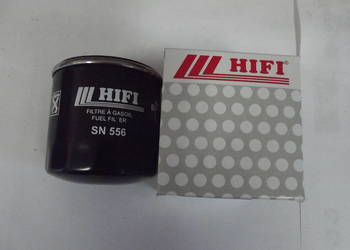 HIFI
FILTRE À GASOIL
FUEL FILTER
SN 556
HIFI®